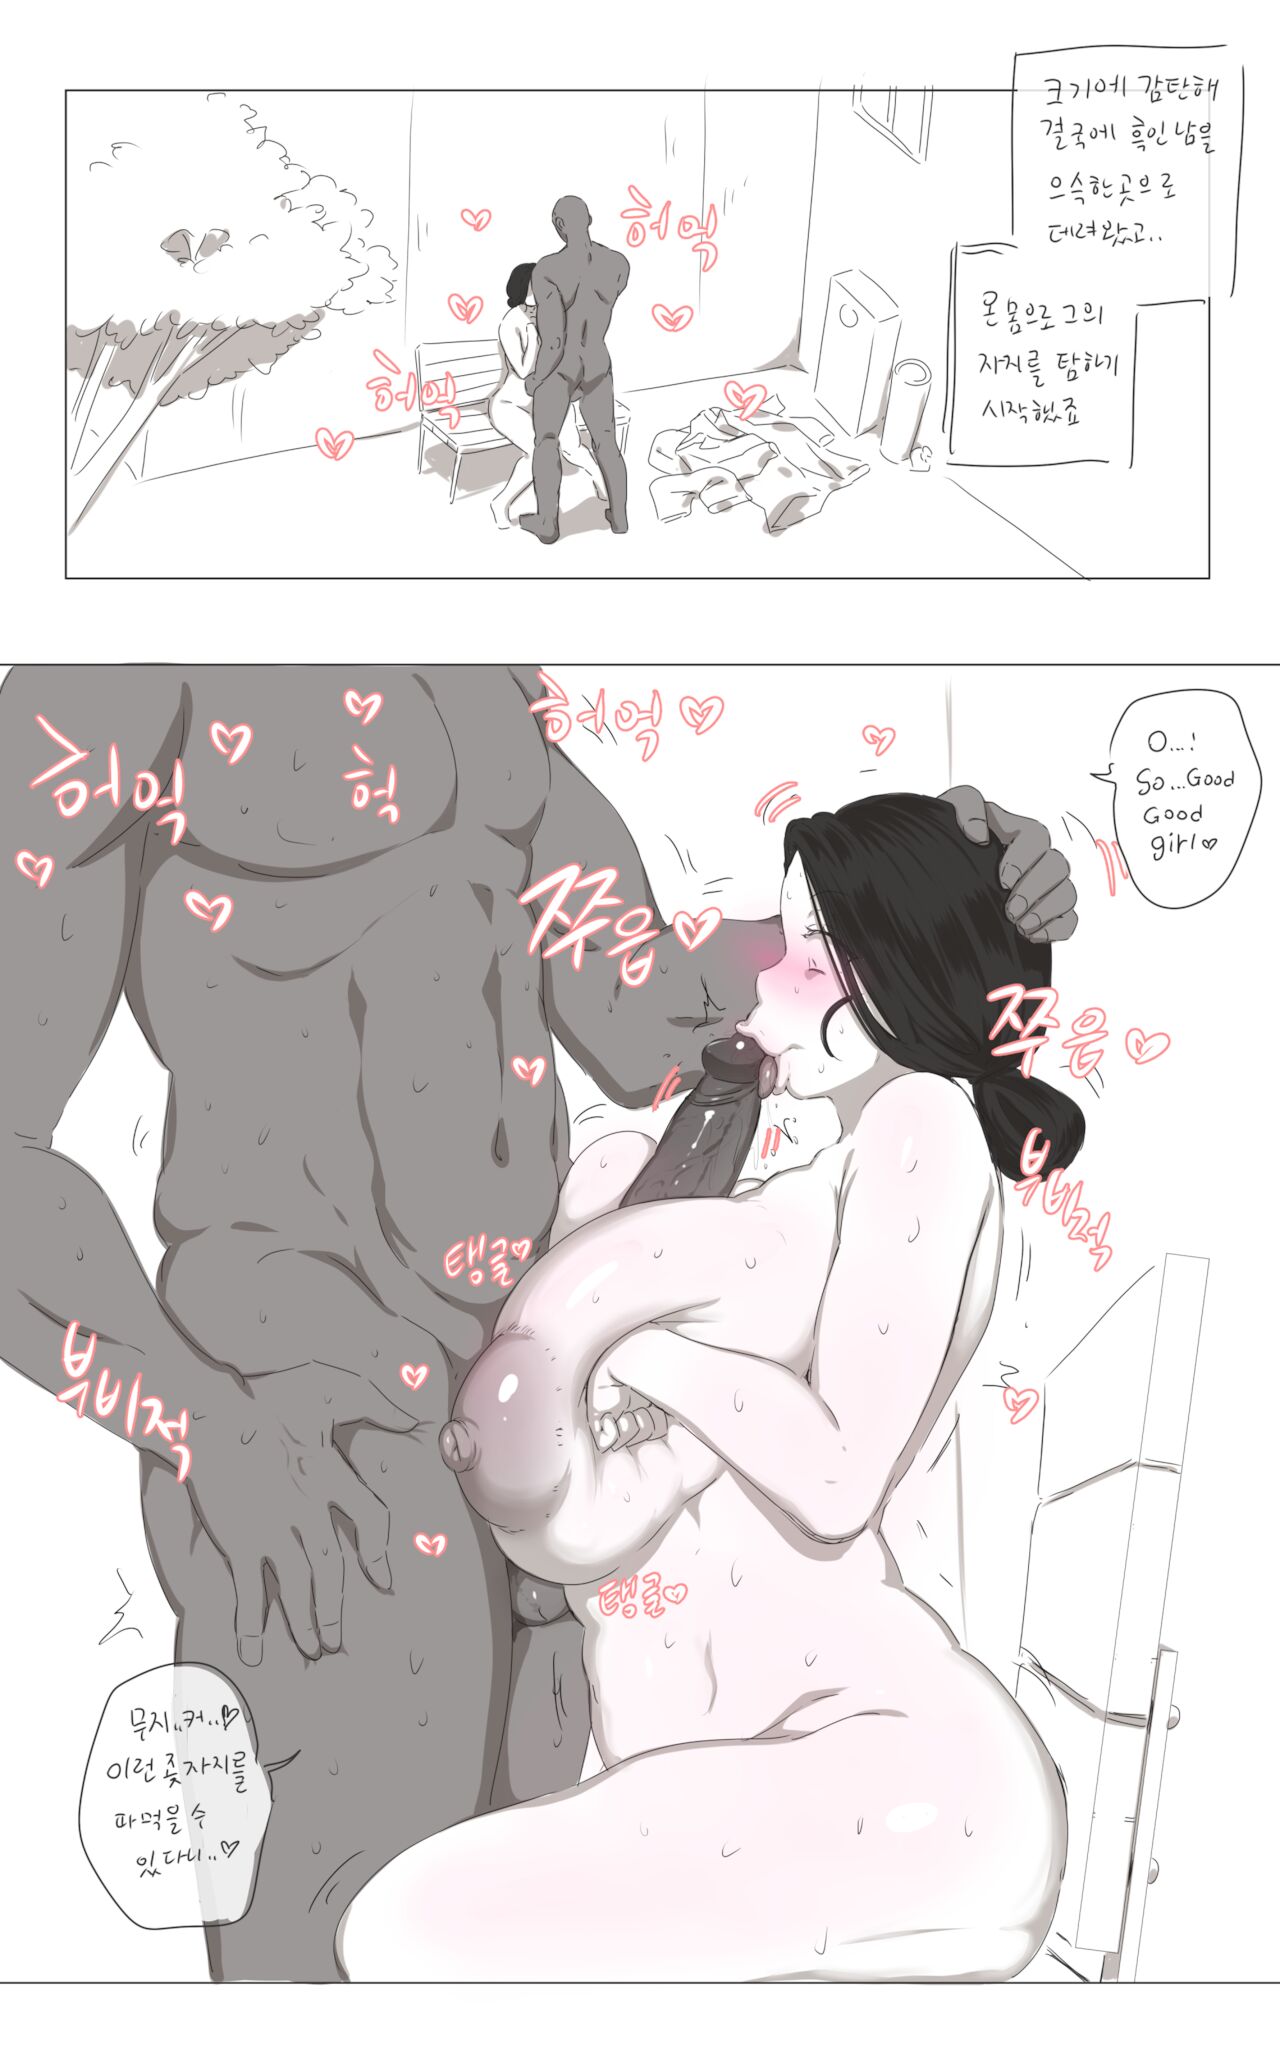 크기에 감탄해
결국에 흑인 남을
으슥한 곳으로
데려왔고..
온 몸으로 그의
자지를 탐하기
시작했죠
허억
허억
O...!
So...Good
Good
girl♡
허억♡
허억
헉
쭈읍♡
쭈읍♡
부비적
탱글♡
부비적
탱글♡
무지..커..♡
이런 좆자지를
파먹을 수
있다니..♡